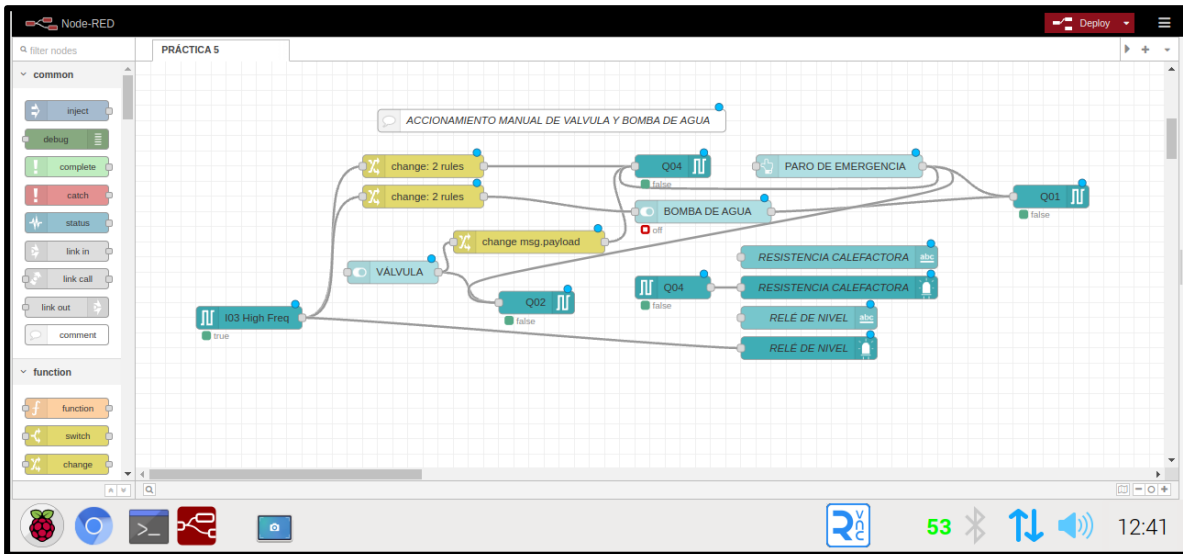 Node-RED
Deploy
filter nodes
PRÁCTICA 5
common
inject
debug
complete
catch
status
link in
link call
link out
comment
function
function
switch
change
ACCIONAMIENTO MANUAL DE VALVULA Y BOMBA DE AGUA
change: 2 rules
Q04
false
PARO DE EMERGENCIA
change: 2 rules
BOMBA DE AGUA
off
Q01
false
change msg.payload
VÁLVULA
Q02
false
RESISTENCIA CALEFACTORA
abc
Q04
false
RESISTENCIA CALEFACTORA
I03 High Freq
true
RELÉ DE NIVEL
abc
RELÉ DE NIVEL
>_
R
V
N
C
53
12:41